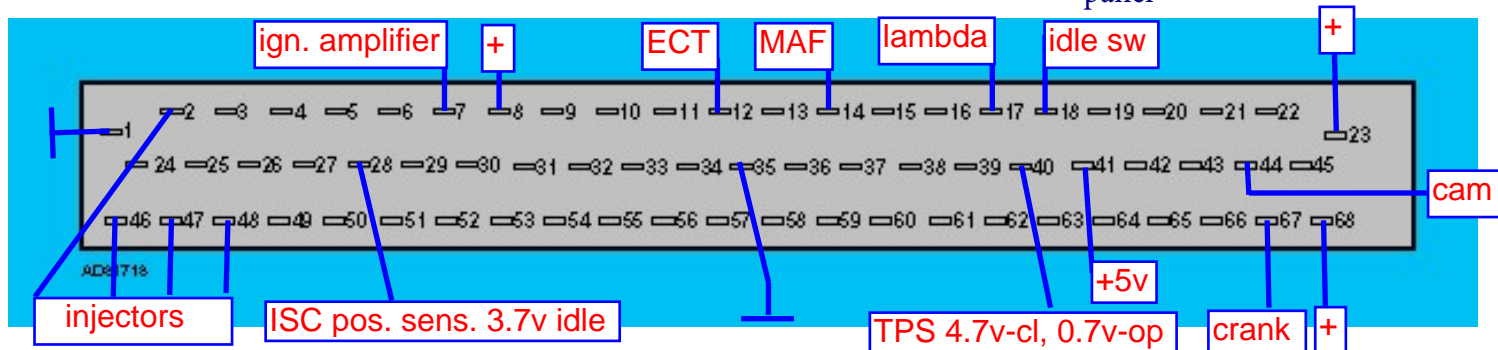 panel
ign. amplifier + ECT MAF lambda idle sw +
2 3 4 5 6 7 8 9 10 11 12 13 14 15 16 17 18 19 20 21 22
1 23
24 25 26 27 28 29 30 31 32 33 34 35 36 37 38 39 40 41 42 43 44 45
cam
46 47 48 49 50 51 52 53 54 55 56 57 58 59 60 61 62 63 64 65 66 67 68
+5v
injectors ISC pos. sens. 3.7v idle TPS 4.7v-cl, 0.7v-op crank +